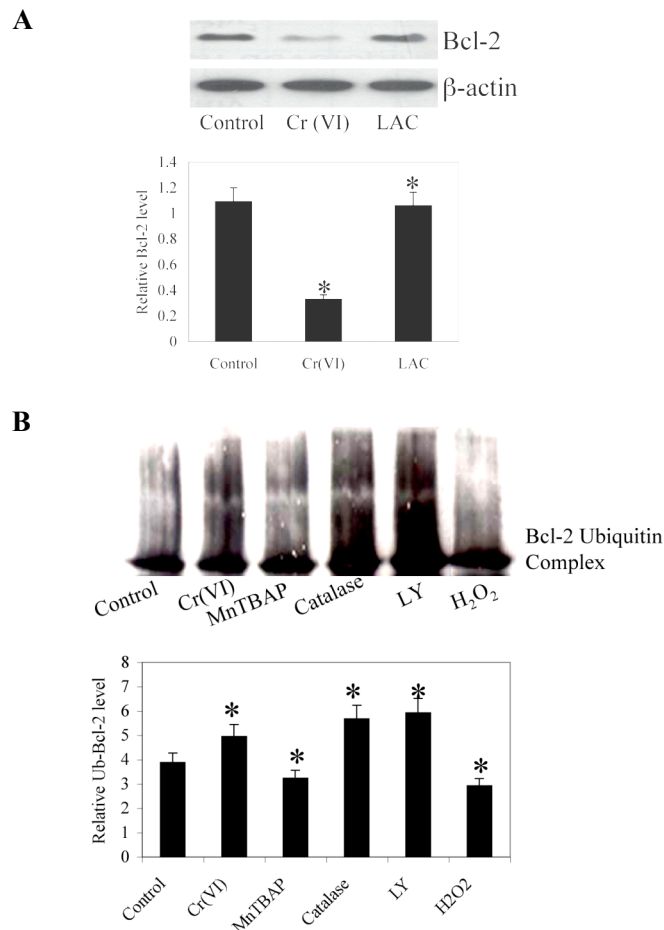 A
Bcl-2
β-actin
Control Cr (VI) LAC
1.4
1.2
1
0.8
0.6
0.4
0.2
0
Relative Bcl-2 level
*
*
Control Cr(VI) LAC
B
Bcl-2 Ubiquitin
Complex
Control Cr(VI) MnTBAP Catalase LY H₂O₂
8
7
6
5
4
3
2
1
0
Relative Ub-Bcl-2 level
* * * * *
Control Cr(VI) MnTBAP Catalase LY H2O2